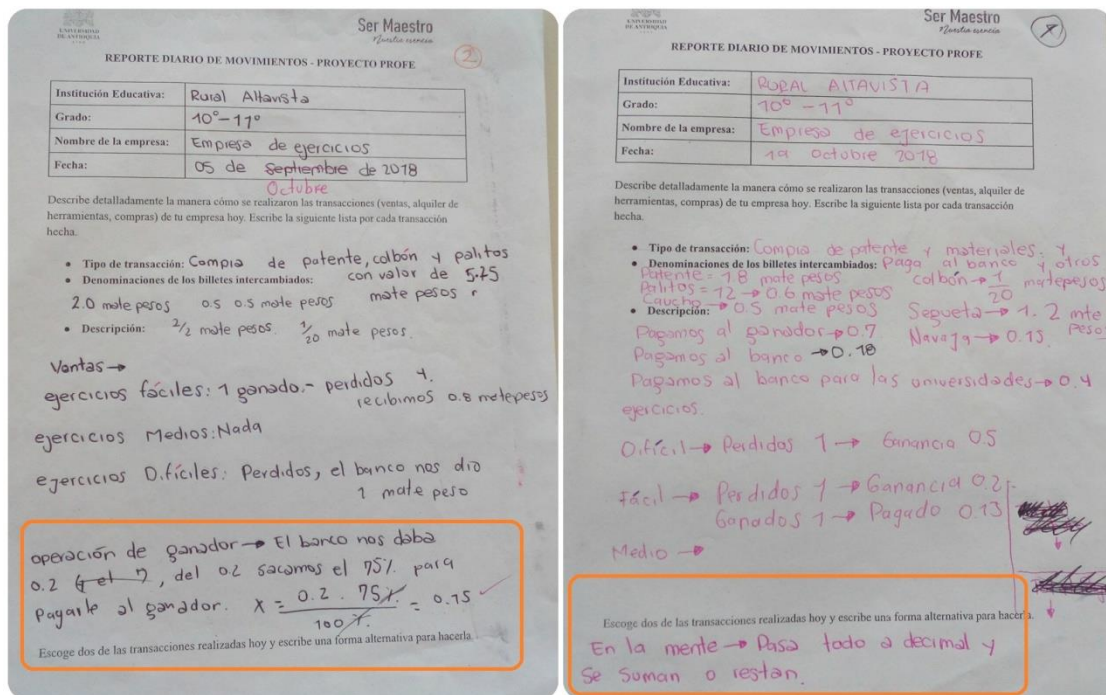 UNIVERSIDAD
DE ANTIOQUIA
Ser Maestro
Nuestra esencia
2
REPORTE DIARIO DE MOVIMIENTOS - PROYECTO PROFE
Institución Educativa: Rural Altavista
Grado: 10° - 11°
Nombre de la empresa: Empresa de ejercicios
Fecha: 05 de Septiembre de 2018
Octubre
Describe detalladamente la manera cómo se realizaron las transacciones (ventas, alquiler de
herramientas, compras) de tu empresa hoy. Escribe la siguiente lista por cada transacción
hecha.
• Tipo de transacción: Compra de patente, colbón y palitos
• Denominaciones de los billetes intercambiados: con valor de 5.25
2.0 mate pesos 0.5 0.5 mate pesos mate pesos
• Descripción: 2/2 mate pesos. 1/20 mate pesos.
Ventas →
ejercicios fáciles: 1 ganado.- perdidos 4.
recibimos 0.8 matepesos
ejercicios Medios: Nada
ejercicios Difíciles: Perdidos, el banco nos dio
1 mate peso
operación de ganador → El banco nos daba
0.2 , del 0.2 sacamos el 75% para
Pagarle al ganador. X = 0.2 . 75% / 100% = 0.15
Escoge dos de las transacciones realizadas hoy y escribe una forma alternativa para hacerla
UNIVERSIDAD
DE ANTIOQUIA
Ser Maestro
Nuestra esencia
REPORTE DIARIO DE MOVIMIENTOS - PROYECTO PROFE
Institución Educativa: RURAL AITAVISTA
Grado: 10° - 11°
Nombre de la empresa: Empresa de ejercicios
Fecha: 19 Octubre 2018
Describe detalladamente la manera cómo se realizaron las transacciones (ventas, alquiler de
herramientas, compras) de tu empresa hoy. Escribe la siguiente lista por cada transacción
hecha.
• Tipo de transacción: Compra de patente y materiales. y
• Denominaciones de los billetes intercambiados: Paga al banco y otros
Patente = 1.8 mate pesos colbón → 1/20 matepesos
Palitos = 12 → 0.6 mate pesos
Caucho → 0.5 mate pesos Segueta → 1.2 mte
• Descripción: Navaja → 0.15 pesos
Pagamos al ganador → 0.7
Pagamos al banco → 0.18
Pagamos al banco para las universidades → 0.4
ejercicios.
Difícil → Perdidos 1 → Ganancia 0.5
Fácil → Perdidos 1 → Ganancia 0.2
Ganados 1 → Pagado 0.13
Medio →
Escoge dos de las transacciones realizadas hoy y escribe una forma alternativa para hacerla.
En la mente → Pasa todo a decimal y
se suman o restan.